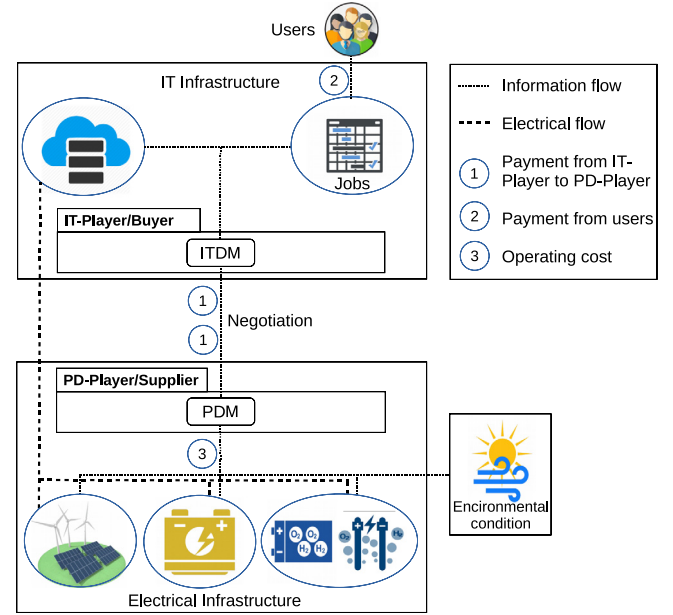 Users
IT Infrastructure
2
Jobs
IT-Player/Buyer
ITDM
1
Negotiation
1
PD-Player/Supplier
PDM
3
+ -
O2 O2
H2 H2
O2 H2
Electrical Infrastructure
Encironmental
condition
Information flow
Electrical flow
1 Payment from IT-
Player to PD-Player
2 Payment from users
3 Operating cost